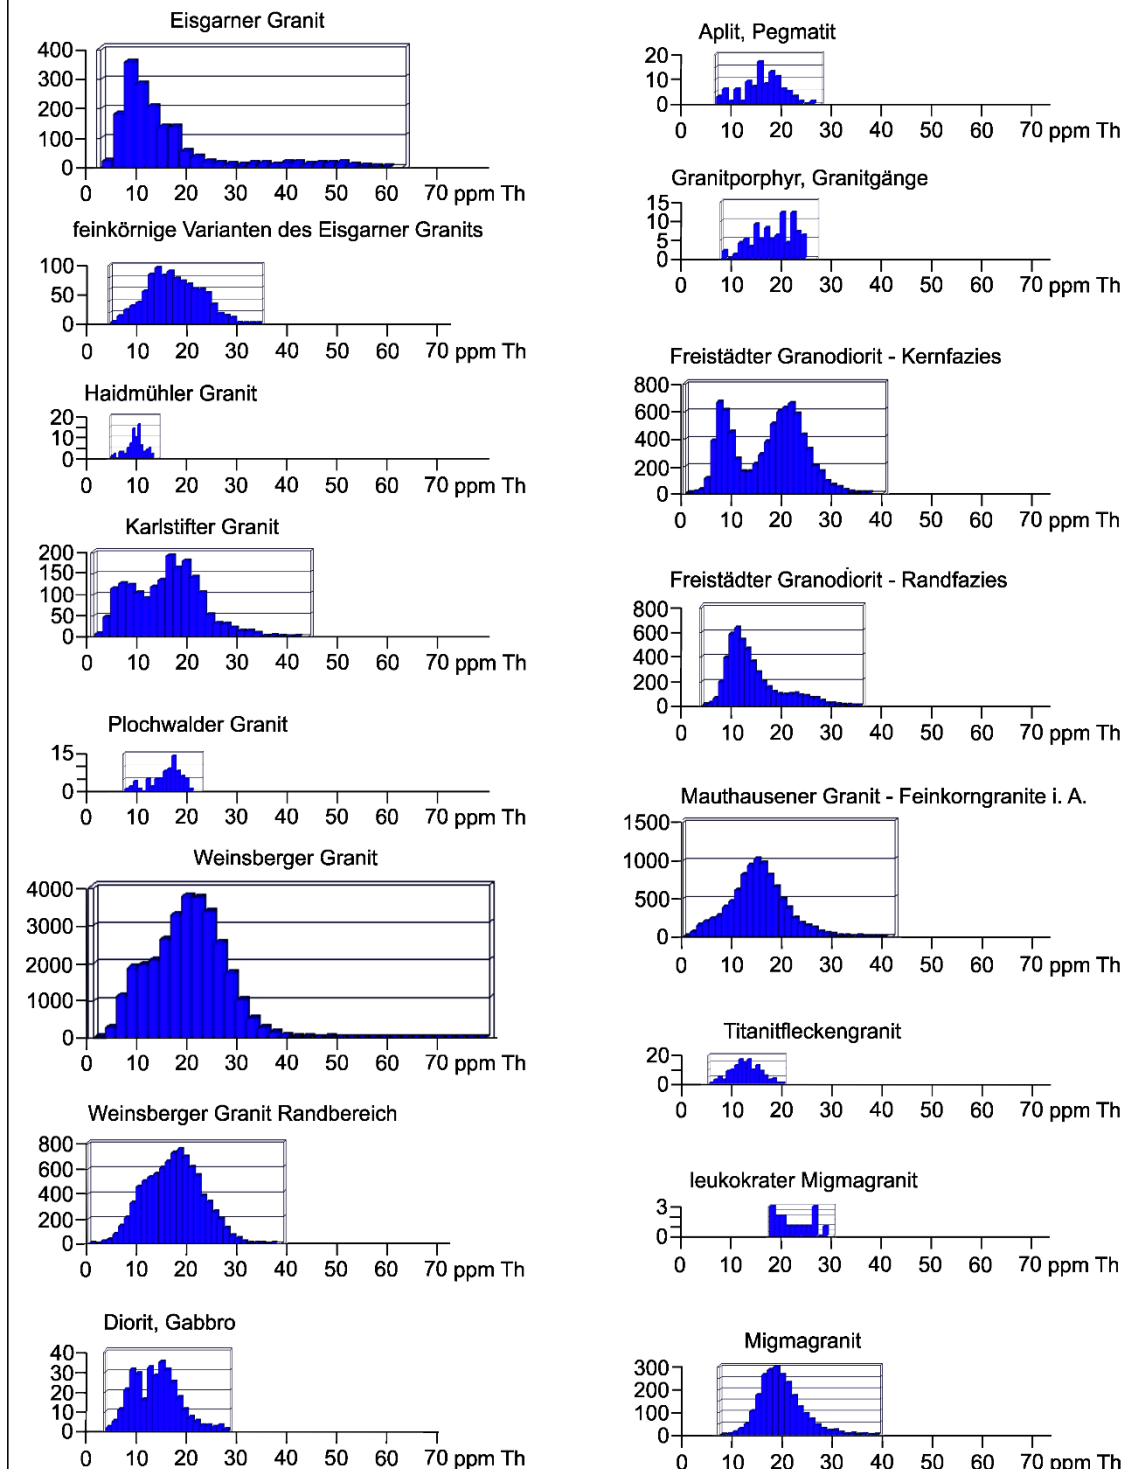 Eisgarner Granit
400
300
200
100
0
0 10 20 30 40 50 60 70 ppm Th
feinkörnige Varianten des Eisgarner Granits
100
50
0
0 10 20 30 40 50 60 70 ppm Th
Haidmühler Granit
20
10
0
0 10 20 30 40 50 60 70 ppm Th
Karlstifter Granit
200
150
100
50
0
0 10 20 30 40 50 60 70 ppm Th
Plochwalder Granit
15
0
0 10 20 30 40 50 60 70 ppm Th
Weinsberger Granit
4000
3000
2000
1000
0
0 10 20 30 40 50 60 70 ppm Th
Weinsberger Granit Randbereich
800
600
400
200
0
0 10 20 30 40 50 60 70 ppm Th
Diorit, Gabbro
40
30
20
10
0
0 10 20 30 40 50 60 70 ppm Th
Aplit, Pegmatit
20
10
0
0 10 20 30 40 50 60 70 ppm Th
Granitporphyr, Granitgänge
15
10
5
0
0 10 20 30 40 50 60 70 ppm Th
Freistädter Granodiorit - Kernfazies
800
600
400
200
0
0 10 20 30 40 50 60 70 ppm Th
Freistädter Granodiorit - Randfazies
800
600
400
200
0
0 10 20 30 40 50 60 70 ppm Th
Mauthausener Granit - Feinkorngranite i. A.
1500
1000
500
0
0 10 20 30 40 50 60 70 ppm Th
Titanitfleckengranit
20
0
0 10 20 30 40 50 60 70 ppm Th
leukokrater Migmagranit
3
0
0 10 20 30 40 50 60 70 ppm Th
Migmagranit
300
200
100
0
0 10 20 30 40 50 60 70 ppm Th